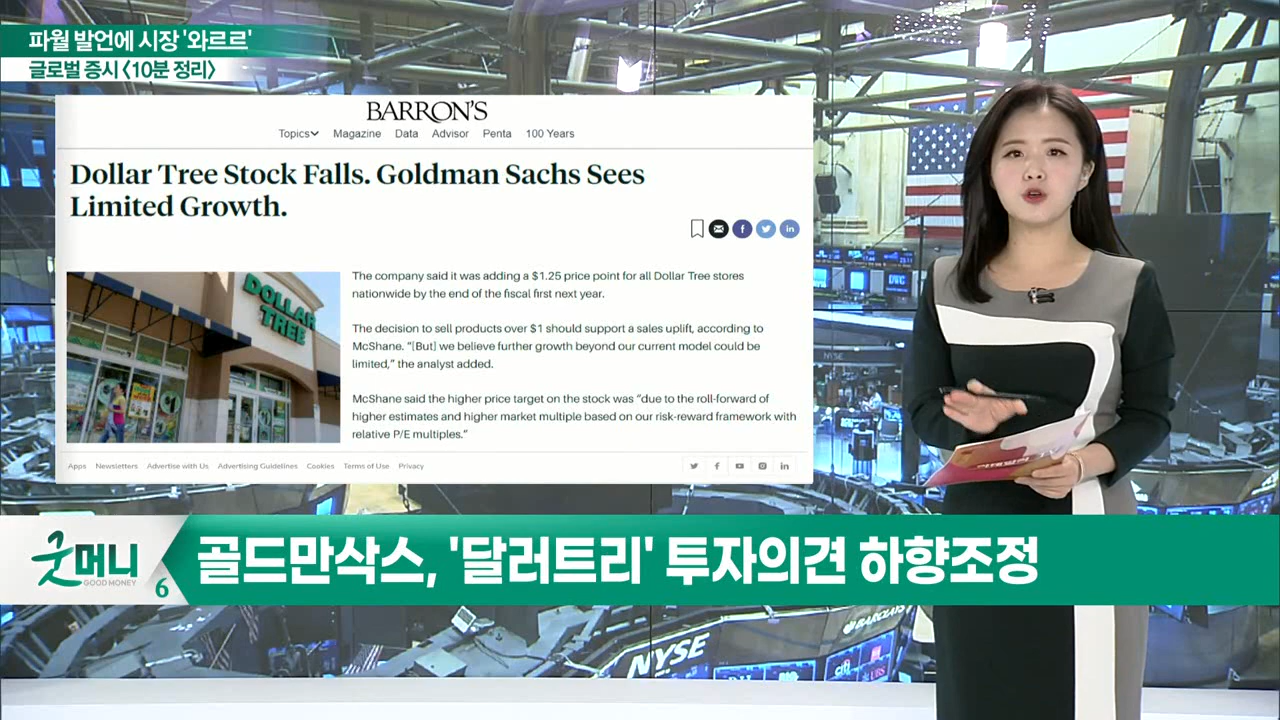 파월 발언에 시장 '와르르'
글로벌 증시 <10분 정리>
BARRON'S
Topics Magazine Data Advisor Penta 100 Years
Dollar Tree Stock Falls. Goldman Sachs Sees
Limited Growth.
DOLLAR
TREE
The company said it was adding a $1.25 price point for all Dollar Tree stores
nationwide by the end of the fiscal first next year.
The decision to sell products over $1 should support a sales uplift, according to
McShane. “[But] we believe further growth beyond our current model could be
limited,” the analyst added.
McShane said the higher price target on the stock was “due to the roll-forward of
higher estimates and higher market multiple based on our risk-reward framework with
relative P/E multiples.”
Apps Newsletters Advertise with Us Advertising Guidelines Cookies Terms of Use Privacy
굿머니
GOOD MONEY
6
골드만삭스, '달러트리' 투자의견 하향조정
NYSE
NYSE
BARCLAYS
citi
UBS